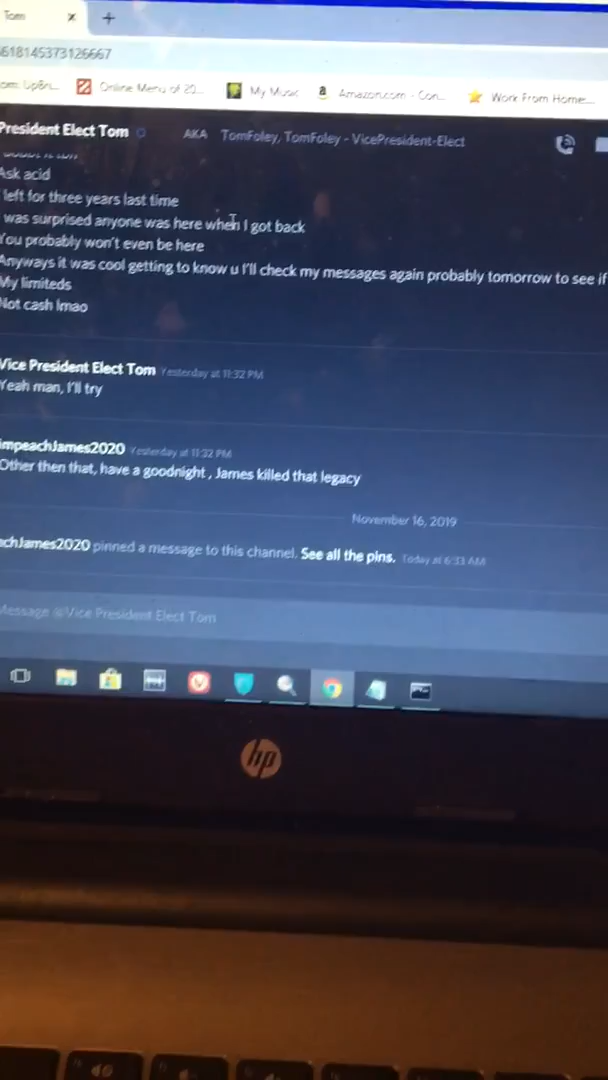 Tom
618145373126667
Online Menu of 20...
My Music
Amazon.com - Con...
Work From Home...
President Elect Tom
AKA TomFoley, TomFoley - VicePresident-Elect
Ask acid
left for three years last time
was surprised anyone was here when I got back
You probably won't even be here
Anyways it was cool getting to know u I'll check my messages again probably tomorrow to see if
My limiteds
Not cash lmao
Vice President Elect Tom Yesterday at 11:32 PM
Yeah man, I'll try
impeachJames2020 Yesterday at 11:32 PM
Other then that, have a goodnight , James killed that legacy
November 16, 2019
achJames2020 pinned a message to this channel. See all the pins. Today at 6:33 AM
Message @Vice President Elect Tom
hp